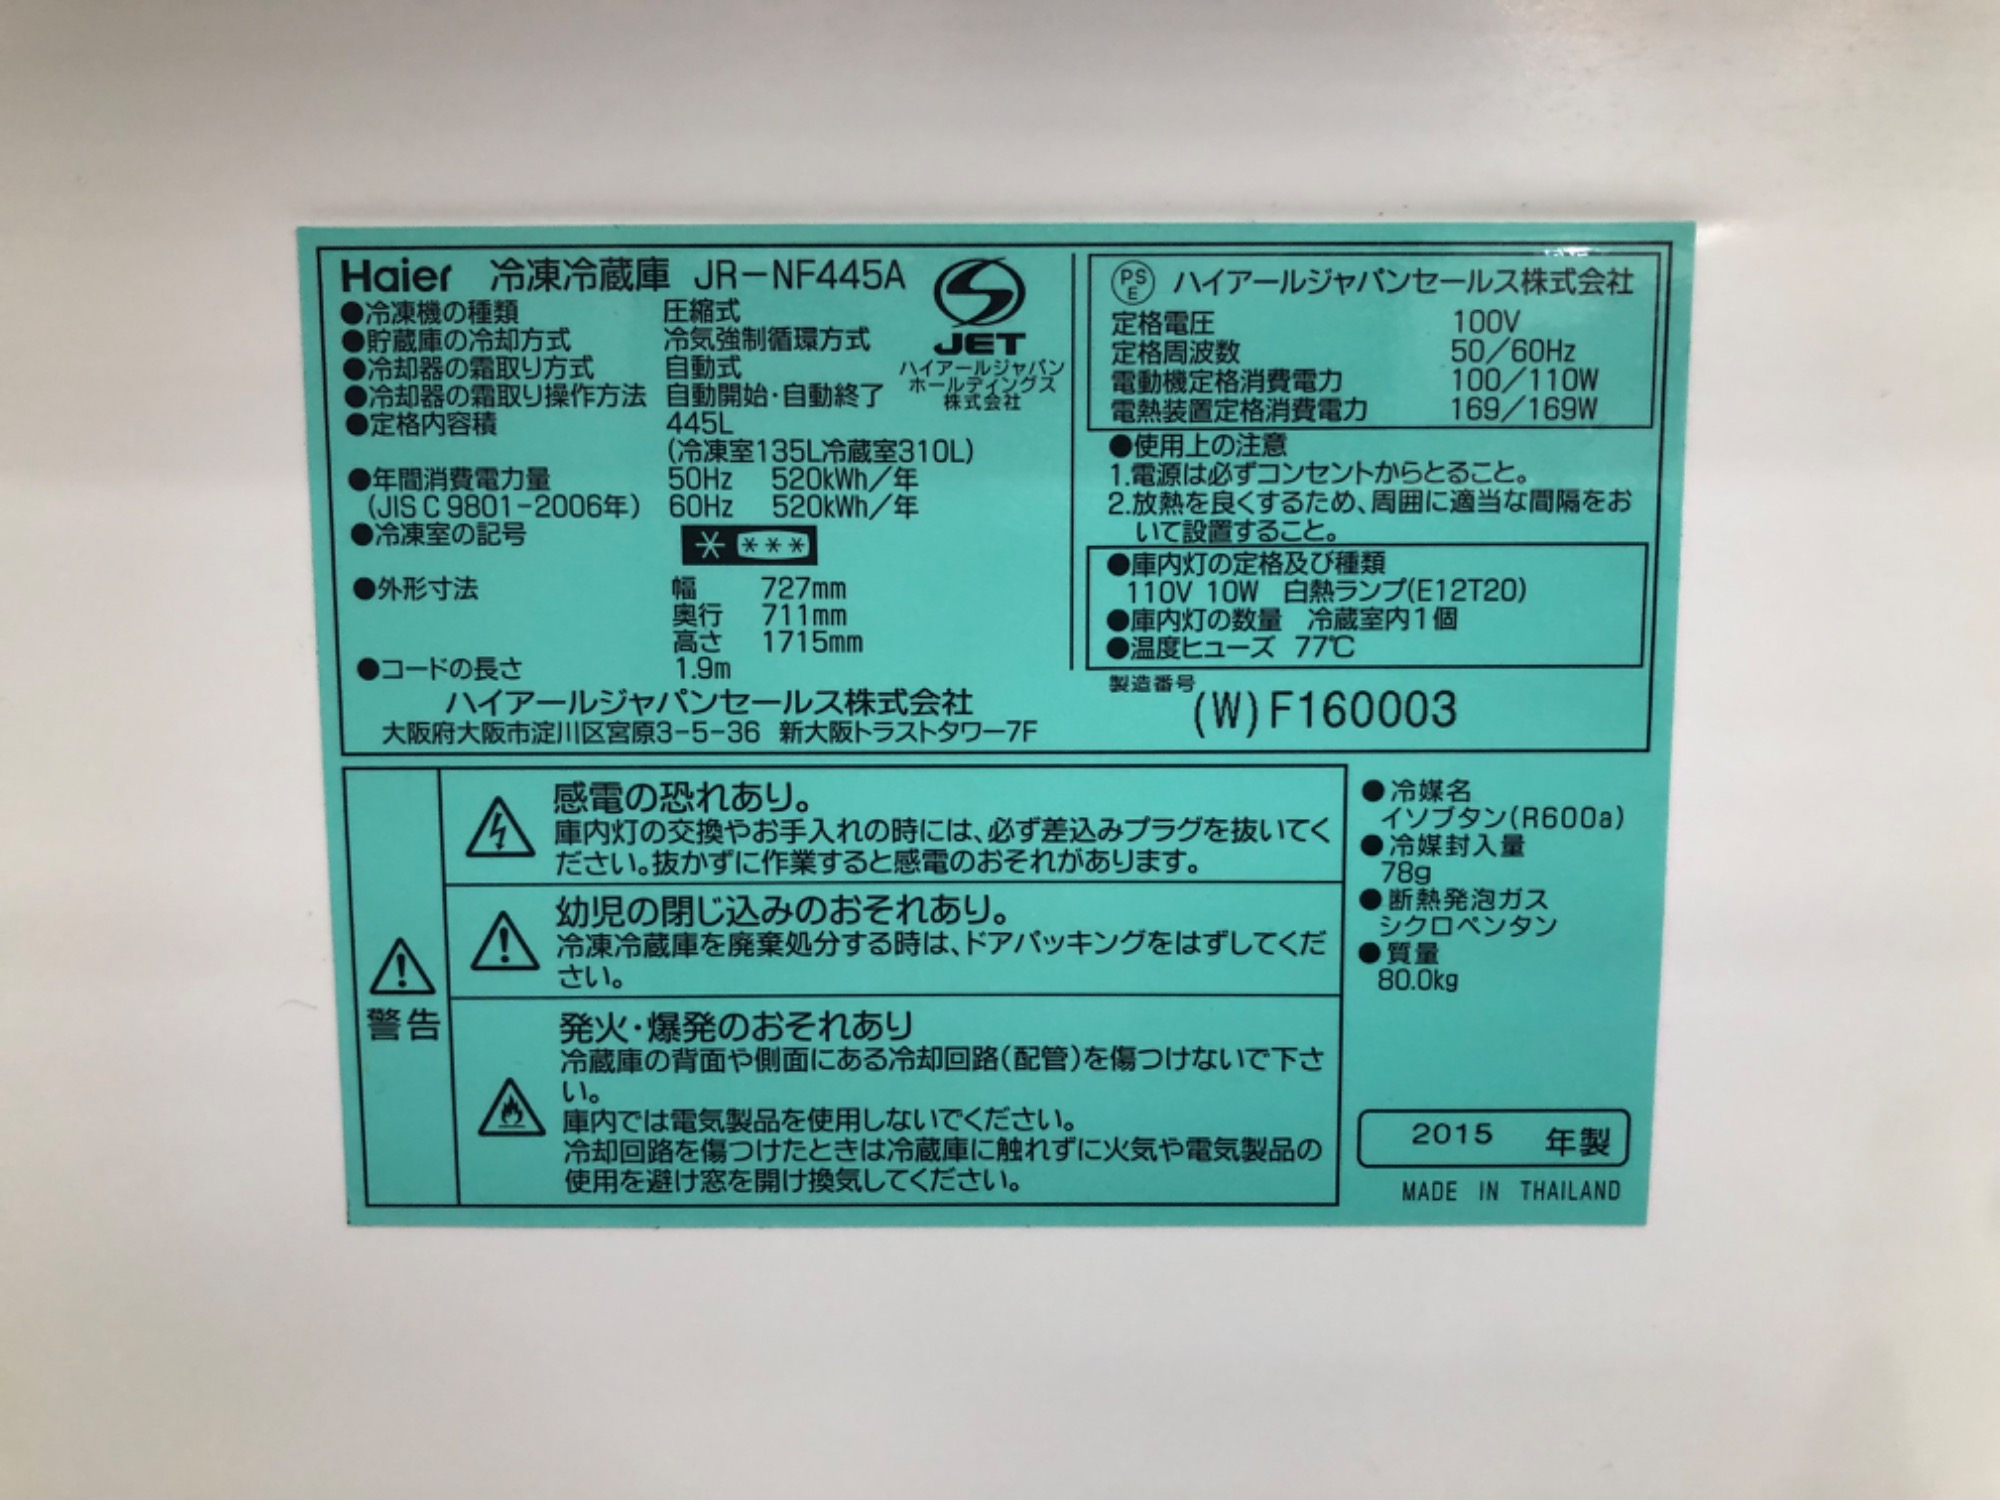 Haier 冷凍冷蔵庫 JR-NF445A
●冷凍機の種類 圧縮式
●貯蔵庫の冷却方式 冷気強制循環方式
●冷却器の霜取り方式 自動式
●冷却器の霜取り操作方法 自動開始・自動終了
●定格内容積 445L
(冷凍室135L冷蔵室310L)
●年間消費電力量 50Hz 520kWh/年
(JIS C 9801-2006年) 60Hz 520kWh/年
●冷凍室の記号 * ***
●外形寸法 幅 727mm
奥行 711mm
高さ 1715mm
●コードの長さ 1.9m
ハイアールジャパンセールス株式会社
大阪府大阪市淀川区宮原3-5-36 新大阪トラストタワー7F
JET
ハイアールジャパン
ホールディングス
株式会社
PS
E
ハイアールジャパンセールス株式会社
定格電圧 100V
定格周波数 50/60Hz
電動機定格消費電力 100/110W
電熱装置定格消費電力 169/169W
●使用上の注意
1.電源は必ずコンセントからとること。
2.放熱を良くするため、周囲に適当な間隔をお
いて設置すること。
●庫内灯の定格及び種類
110V 10W 白熱ランプ(E12T20)
●庫内灯の数量 冷蔵室内1個
●温度ヒューズ 77℃
製造番号 (W)F160003
警告
感電の恐れあり。
庫内灯の交換やお手入れの時には、必ず差込みプラグを抜いてく
ださい。抜かずに作業すると感電のおそれがあります。
幼児の閉じ込みのおそれあり。
冷凍冷蔵庫を廃棄処分する時は、ドアパッキングをはずしてくだ
さい。
発火・爆発のおそれあり
冷蔵庫の背面や側面にある冷却回路(配管)を傷つけないで下さ
い。
庫内では電気製品を使用しないでください。
冷却回路を傷つけたときは冷蔵庫に触れずに火気や電気製品の
使用を避け窓を開け換気してください。
●冷媒名
イソブタン(R600a)
●冷媒封入量
78g
●断熱発泡ガス
シクロペンタン
●質量
80.0kg
2015 年製
MADE IN THAILAND